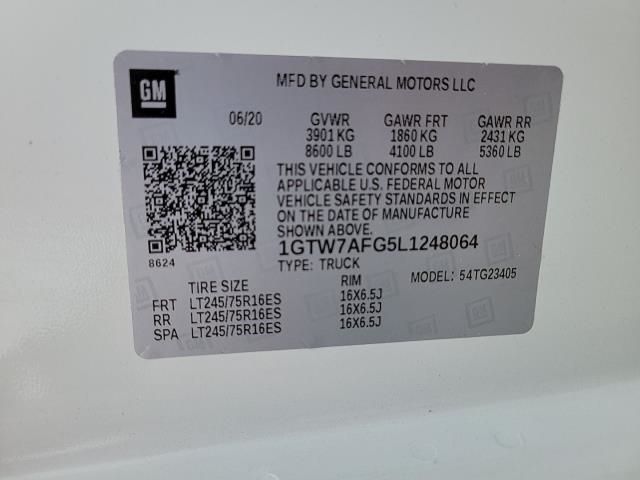 GM
MFD BY GENERAL MOTORS LLC
06/20 GVWR GAWR FRT GAWR RR
3901 KG 1860 KG 2431 KG
8600 LB 4100 LB 5360 LB
THIS VEHICLE CONFORMS TO ALL
APPLICABLE U.S. FEDERAL MOTOR
VEHICLE SAFETY STANDARDS IN EFFECT
ON THE DATE OF MANUFACTURE
SHOWN ABOVE.
1GTW7AFG5L1248064
8624
TYPE: TRUCK MODEL: 54TG23405
TIRE SIZE RIM
FRT LT245/75R16ES 16X6.5J
RR LT245/75R16ES 16X6.5J
SPA LT245/75R16ES 16X6.5J